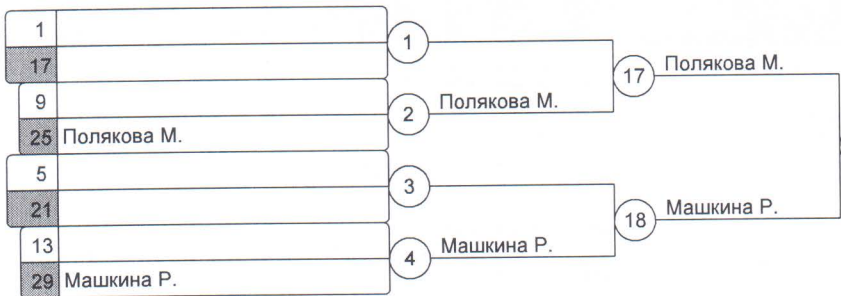 1
17
1
9
25 Полякова М.
2 Полякова М.
17 Полякова М.
5
21
3
13
29 Машкина Р.
4 Машкина Р.
18 Машкина Р.